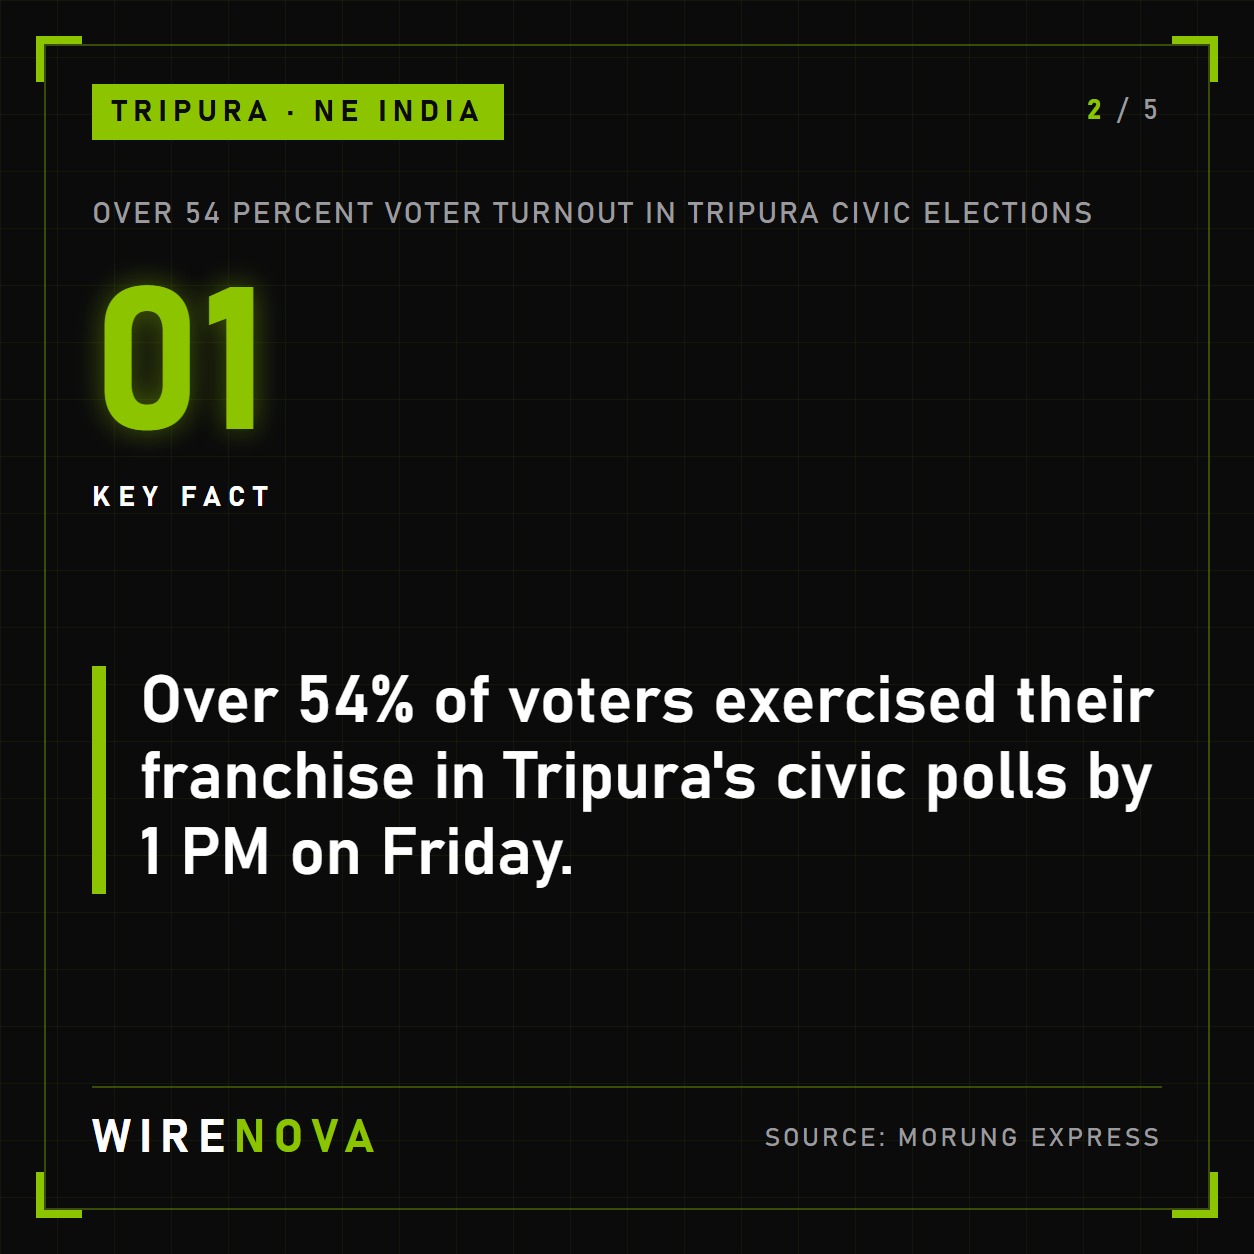 TRIPURA · NE INDIA
2 / 5
OVER 54 PERCENT VOTER TURNOUT IN TRIPURA CIVIC ELECTIONS
01
KEY FACT
Over 54% of voters exercised their
franchise in Tripura's civic polls by
1 PM on Friday.
WIRENOVA
SOURCE: MORUNG EXPRESS